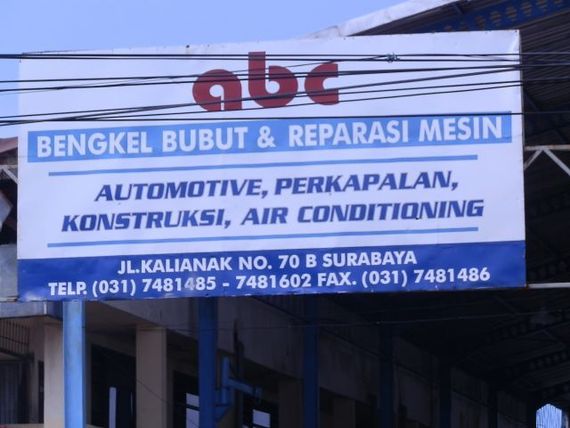 abc
BENGKEL BUBUT & REPARASI MESIN
AUTOMOTIVE, PERKAPALAN,
KONSTRUKSI, AIR CONDITIONING
JL.KALIANAK NO. 70 B SURABAYA
TELP. (031) 7481485 - 7481602 FAX. (031) 7481486